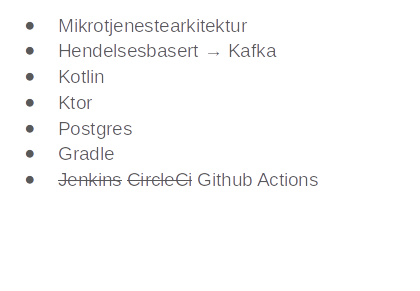 ● Mikrotjenestearkitektur
● Hendelsesbasert → Kafka
● Kotlin
● Ktor
● Postgres
● Gradle
● ~~Jenkins~~ ~~CircleCi~~ Github Actions